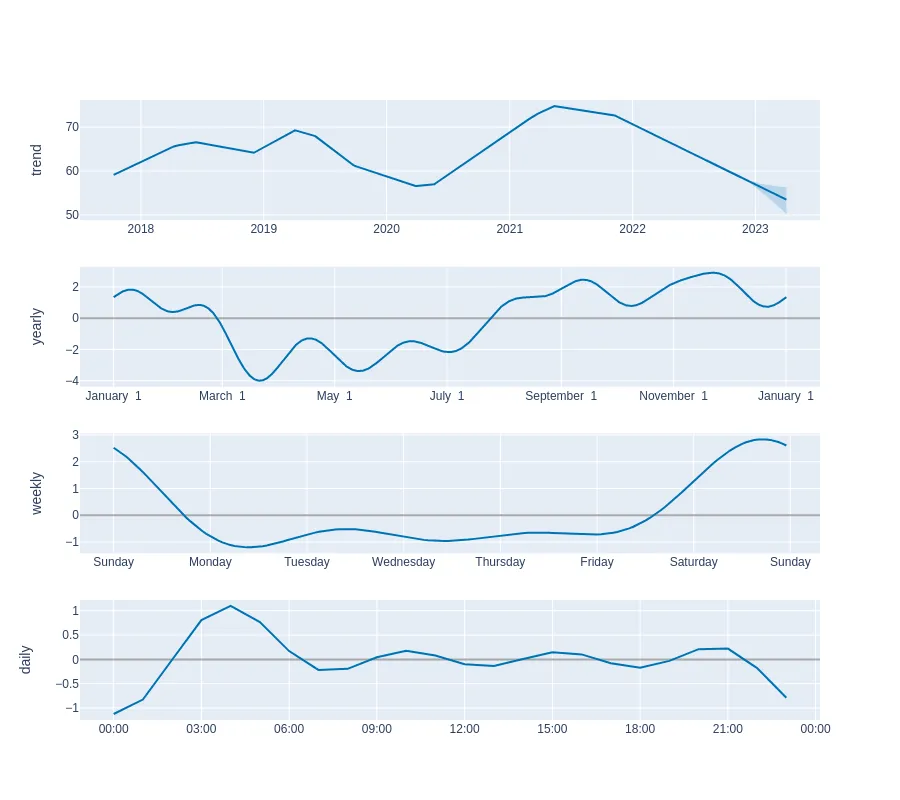 trend
70
60
50
2018 2019 2020 2021 2022 2023
yearly
2
0
−2
−4
January 1 March 1 May 1 July 1 September 1 November 1 January 1
weekly
3
2
1
0
−1
Sunday Monday Tuesday Wednesday Thursday Friday Saturday Sunday
daily
1
0.5
0
−0.5
−1
00:00 03:00 06:00 09:00 12:00 15:00 18:00 21:00 00:00